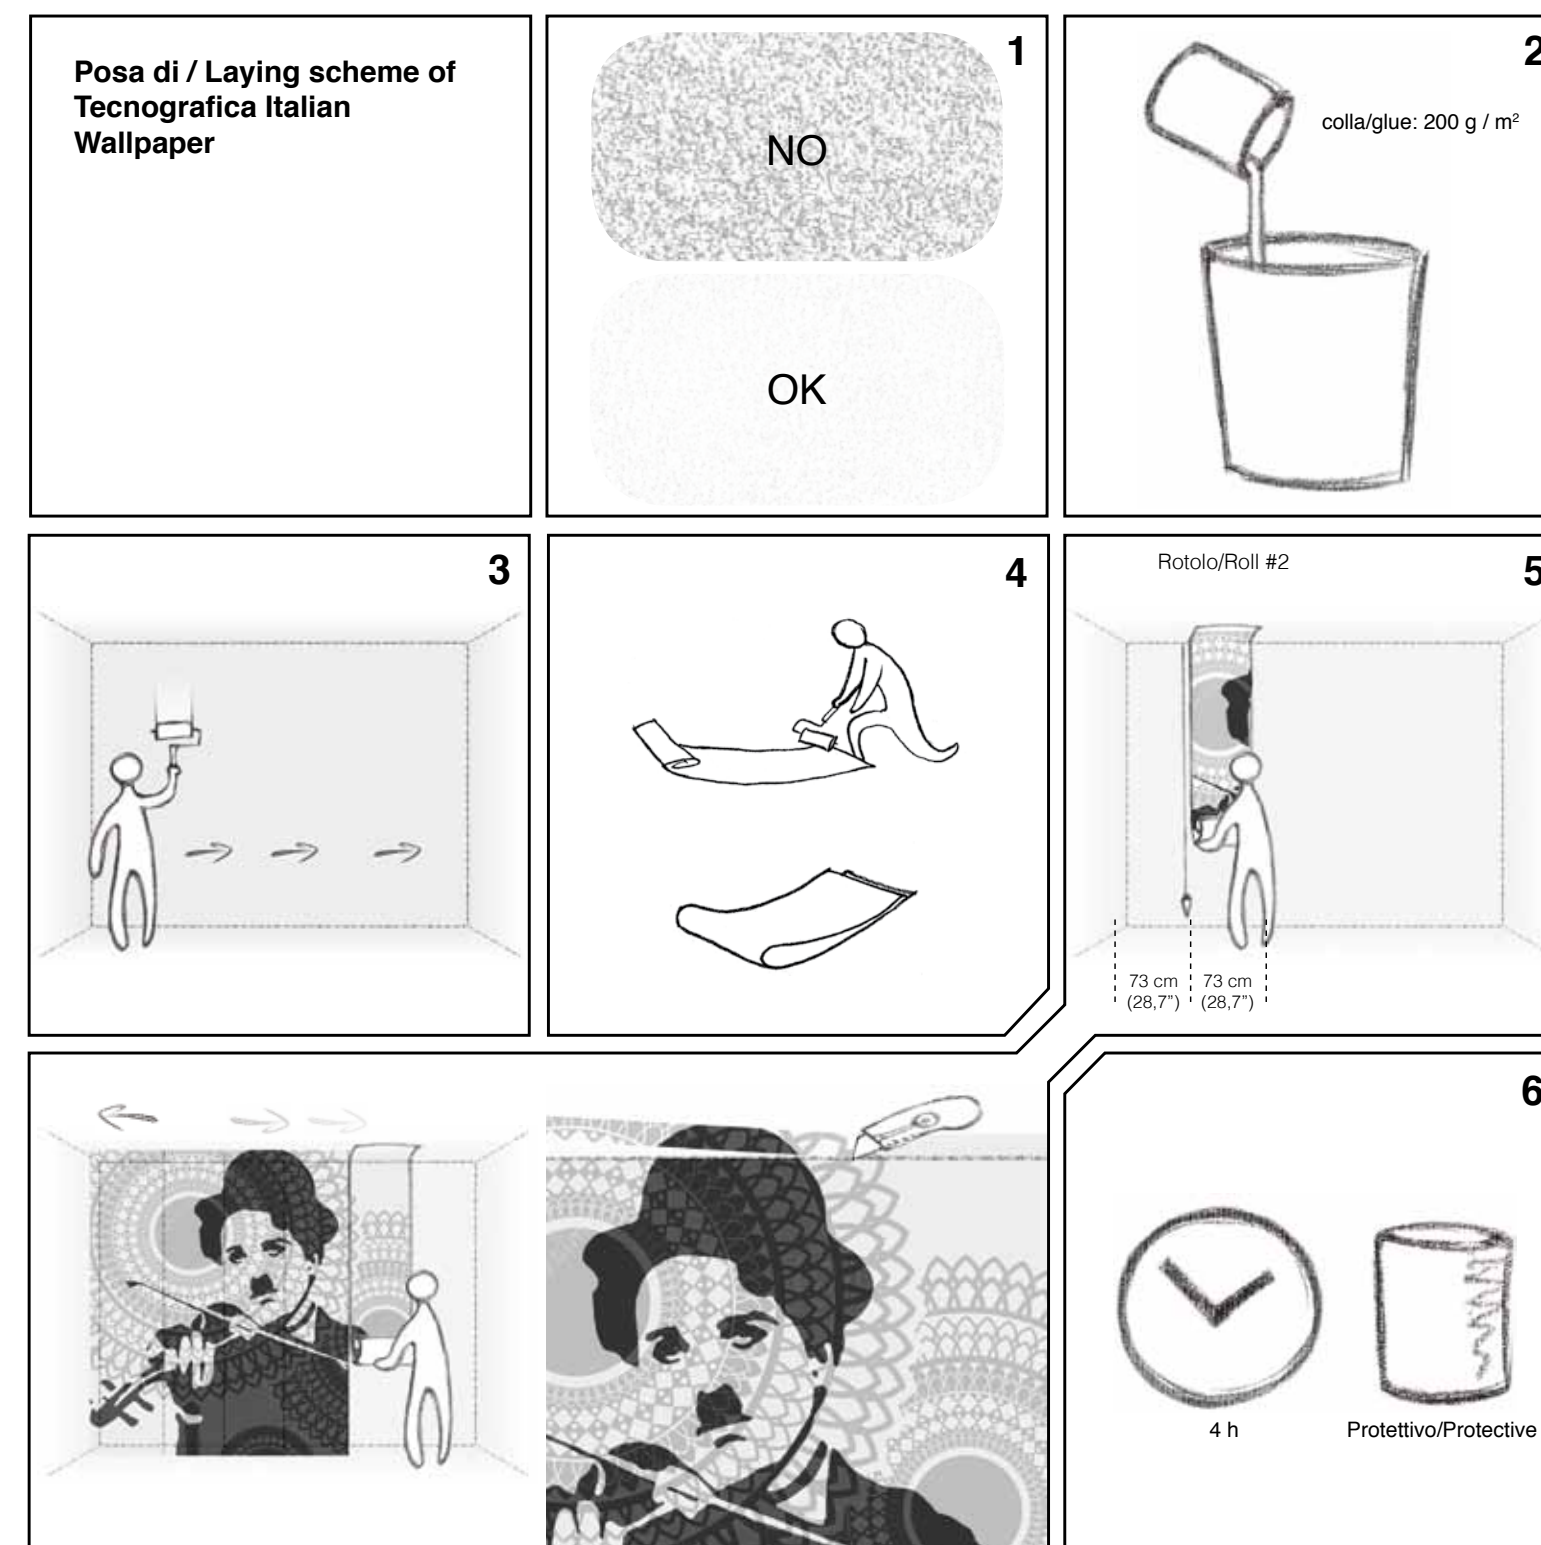 Posa di / Laying scheme of
Tecnografica Italian
Wallpaper
1
NO
OK
2
colla/glue: 200 g / m²
3
4
5
Rotolo/Roll #2
73 cm
(28,7”)
73 cm
(28,7”)
6
4 h
Protettivo/Protective